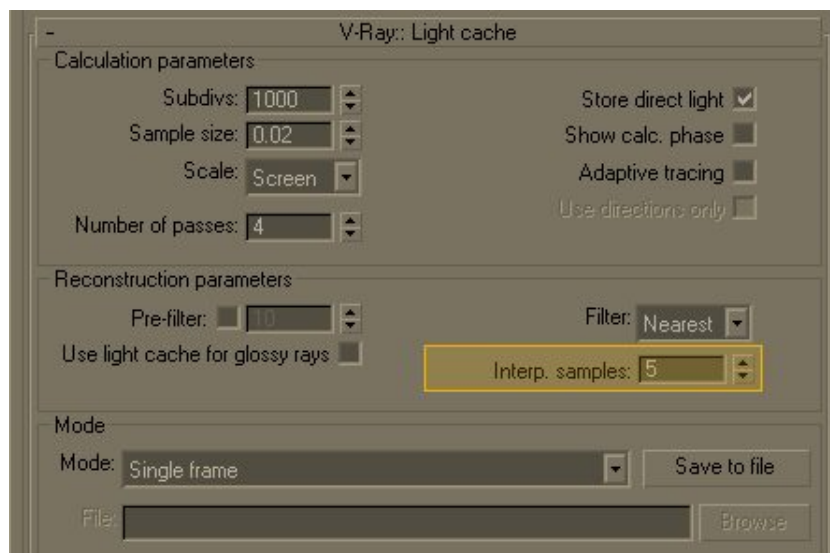 - V-Ray:: Light cache
Calculation parameters
Subdivs: 1000 Store direct light
Sample size: 0.02 Show calc. phase
Scale: Screen Adaptive tracing
Use directions only
Number of passes: 4
Reconstruction parameters
Pre-filter: 10 Filter: Nearest
Use light cache for glossy rays
Interp. samples: 5
Mode
Mode: Single frame Save to file
File: Browse